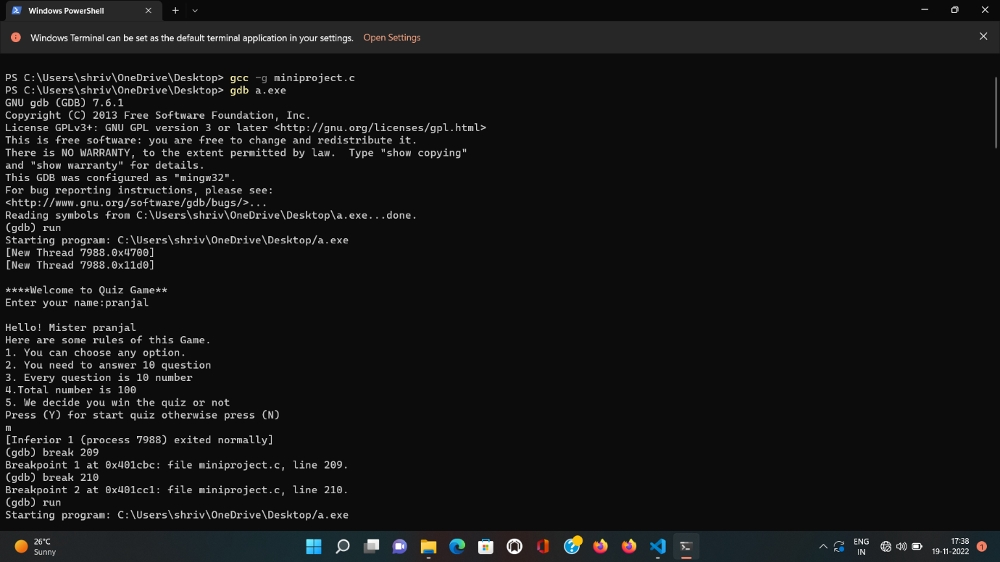 Windows PowerShell
Windows Terminal can be set as the default terminal application in your settings. Open Settings
PS C:\Users\shriv\OneDrive\Desktop> gcc -g miniproject.c
PS C:\Users\shriv\OneDrive\Desktop> gdb a.exe
GNU gdb (GDB) 7.6.1
Copyright (C) 2013 Free Software Foundation, Inc.
License GPLv3+: GNU GPL version 3 or later <http://gnu.org/licenses/gpl.html>
This is free software: you are free to change and redistribute it.
There is NO WARRANTY, to the extent permitted by law.  Type "show copying"
and "show warranty" for details.
This GDB was configured as "mingw32".
For bug reporting instructions, please see:
<http://www.gnu.org/software/gdb/bugs/>...
Reading symbols from C:\Users\shriv\OneDrive\Desktop\a.exe...done.
(gdb) run
Starting program: C:\Users\shriv\OneDrive\Desktop/a.exe
[New Thread 7988.0x4700]
[New Thread 7988.0x11d0]
****Welcome to Quiz Game**
Enter your name:pranjal
Hello! Mister pranjal
Here are some rules of this Game.
1. You can choose any option.
2. You need to answer 10 question
3. Every question is 10 number
4.Total number is 100
5. We decide you win the quiz or not
Press (Y) for start quiz otherwise press (N)
m
[Inferior 1 (process 7988) exited normally]
(gdb) break 209
Breakpoint 1 at 0x401cbc: file miniproject.c, line 209.
(gdb) break 210
Breakpoint 2 at 0x401cc1: file miniproject.c, line 210.
(gdb) run
Starting program: C:\Users\shriv\OneDrive\Desktop/a.exe
26°C
Sunny
ENG
IN
17:38
19-11-2022
1